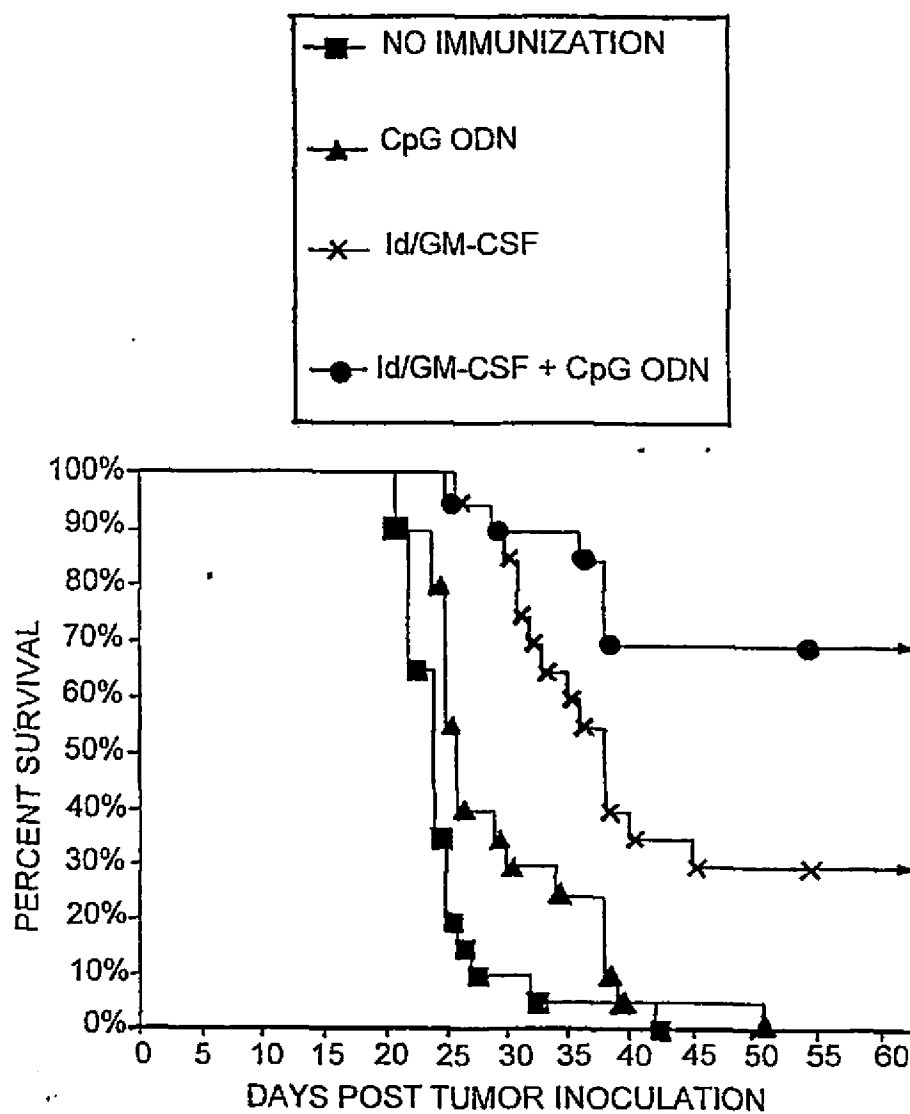 NO IMMUNIZATION
CpG ODN
Id/GM-CSF
Id/GM-CSF + CpG ODN
100%
90%
80%
70%
60%
50%
40%
30%
20%
10%
0%
PERCENT SURVIVAL
0 5 10 15 20 25 30 35 40 45 50 55 60
DAYS POST TUMOR INOCULATION